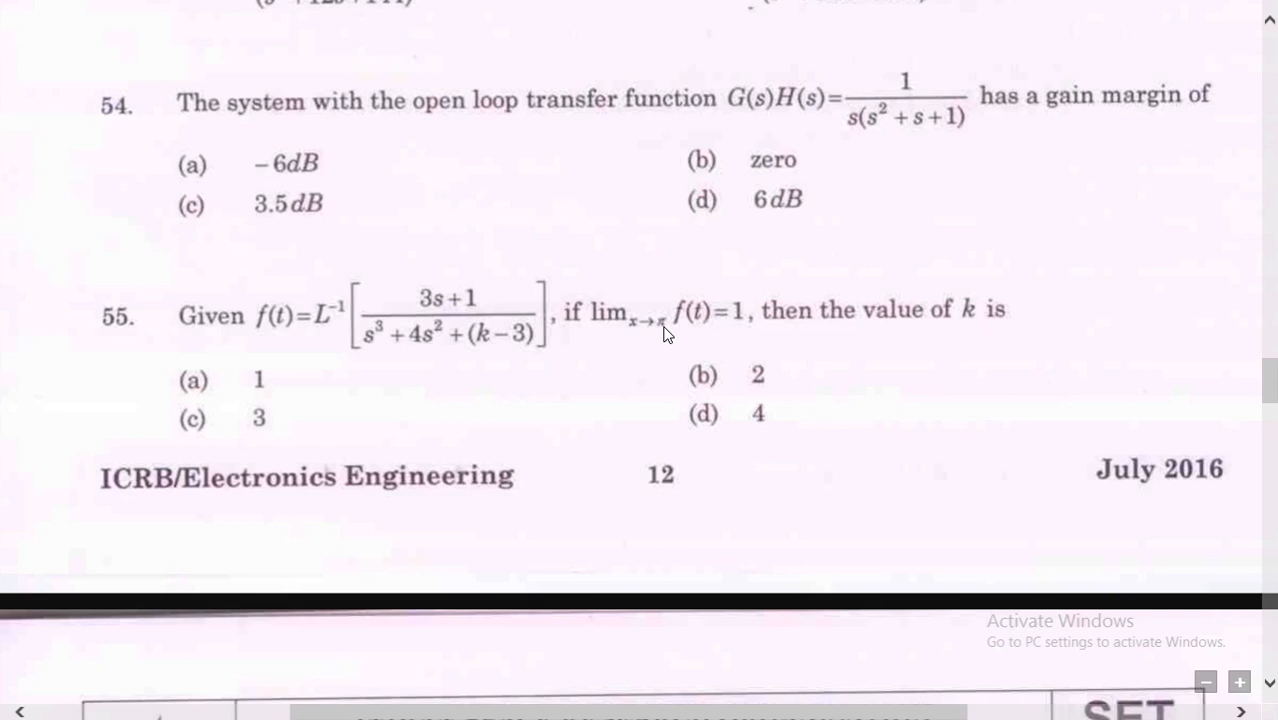 54. The system with the open loop transfer function G(s)H(s)=1/s(s²+s+1) has a gain margin of
(a) –6dB (b) zero
(c) 3.5dB (d) 6dB
55. Given f(t)=L⁻¹[3s+1/s³+4s²+(k–3)], if limₓ→π f(t)=1, then the value of k is
(a) 1 (b) 2
(c) 3 (d) 4
ICRB/Electronics Engineering 12 July 2016
Activate Windows
Go to PC settings to activate Windows.
SET